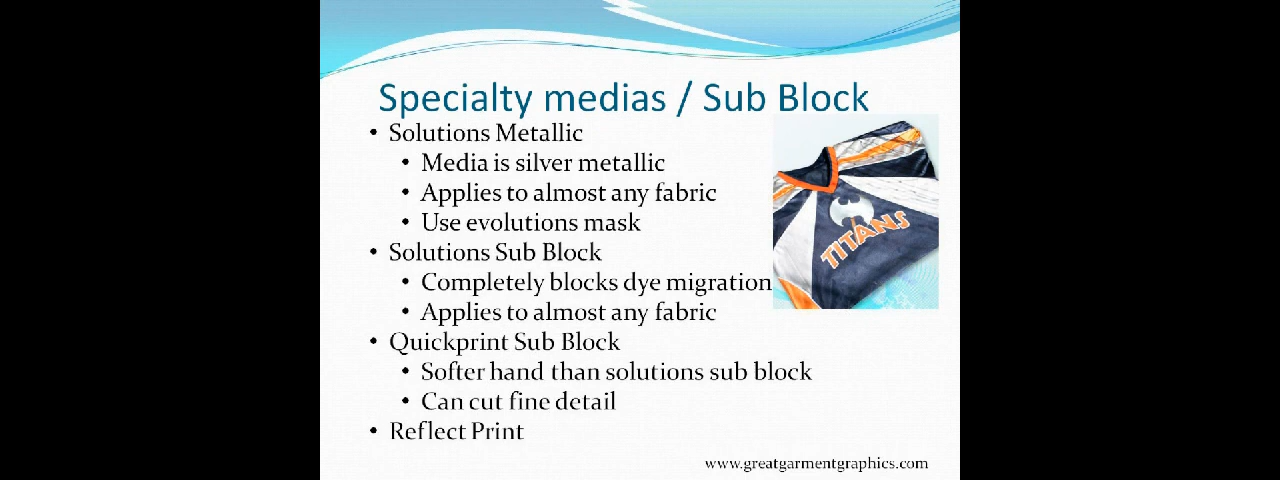 Specialty medias / Sub Block
• Solutions Metallic
• Media is silver metallic
• Applies to almost any fabric
• Use evolutions mask
• Solutions Sub Block
• Completely blocks dye migration
• Applies to almost any fabric
• Quickprint Sub Block
• Softer hand than solutions sub block
• Can cut fine detail
• Reflect Print
TITANS
www.greatgarmentgraphics.com